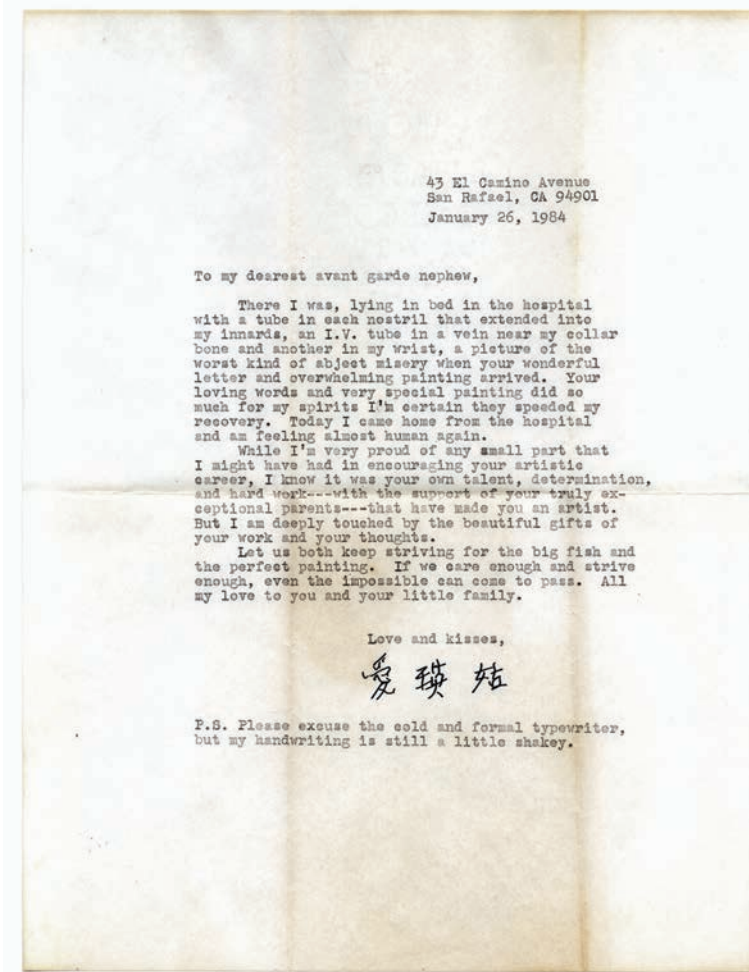 43 El Camino Avenue
San Rafael, CA 94901
January 26, 1984
To my dearest avant garde nephew,
There I was, lying in bed in the hospital
with a tube in each nostril that extended into
my innards, an I.V. tube in a vein near my collar
bone and another in my wrist, a picture of the
worst kind of abject misery when your wonderful
letter and overwhelming painting arrived. Your
loving words and very special painting did so
much for my spirits I'm certain they speeded my
recovery. Today I came home from the hospital
and am feeling almost human again.
While I'm very proud of any small part that
I might have had in encouraging your artistic
career, I know it was your own talent, determination,
and hard work---with the support of your truly ex-
ceptional parents---that have made you an artist.
But I am deeply touched by the beautiful gifts of
your work and your thoughts.
Let us both keep striving for the big fish and
the perfect painting. If we care enough and strive
enough, even the impossible can come to pass. All
my love to you and your little family.
Love and kisses,
愛瑛姑
P.S. Please excuse the cold and formal typewriter,
but my handwriting is still a little shakey.